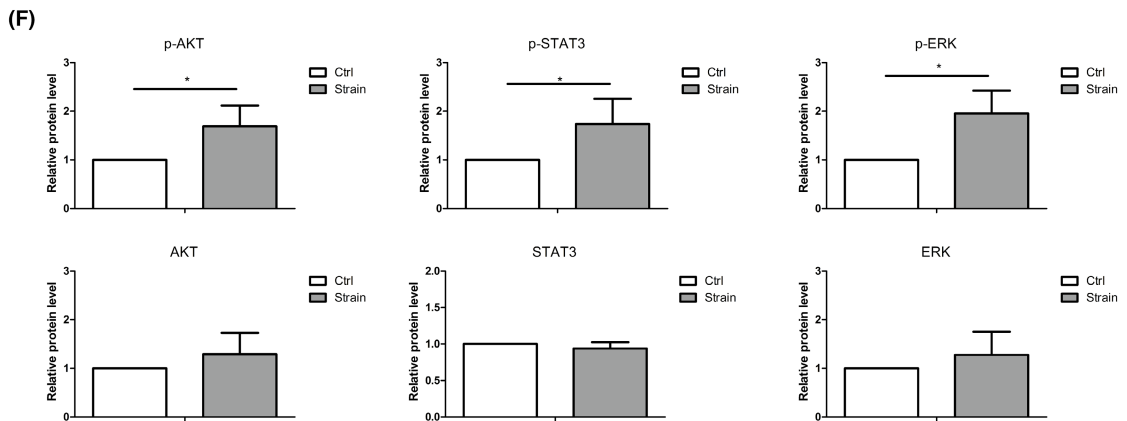 (F)
p-AKT
Relative protein level
3
2
1
0
*
Ctrl
Strain
p-STAT3
Relative protein level
3
2
1
0
*
Ctrl
Strain
p-ERK
Relative protein level
3
2
1
0
*
Ctrl
Strain
AKT
Relative protein level
3
2
1
0
Ctrl
Strain
STAT3
Relative protein level
2.0
1.5
1.0
0.5
0.0
Ctrl
Strain
ERK
Relative protein level
3
2
1
0
Ctrl
Strain